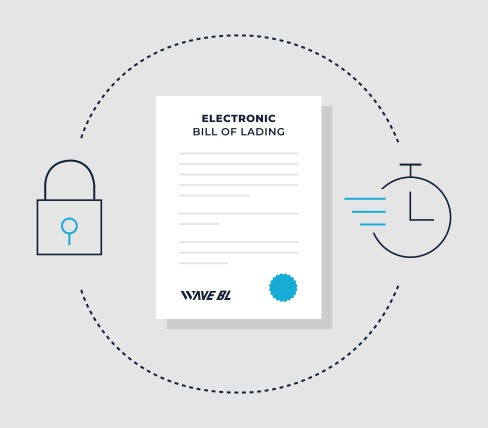 ELECTRONIC
BILL OF LADING
WAVE BL